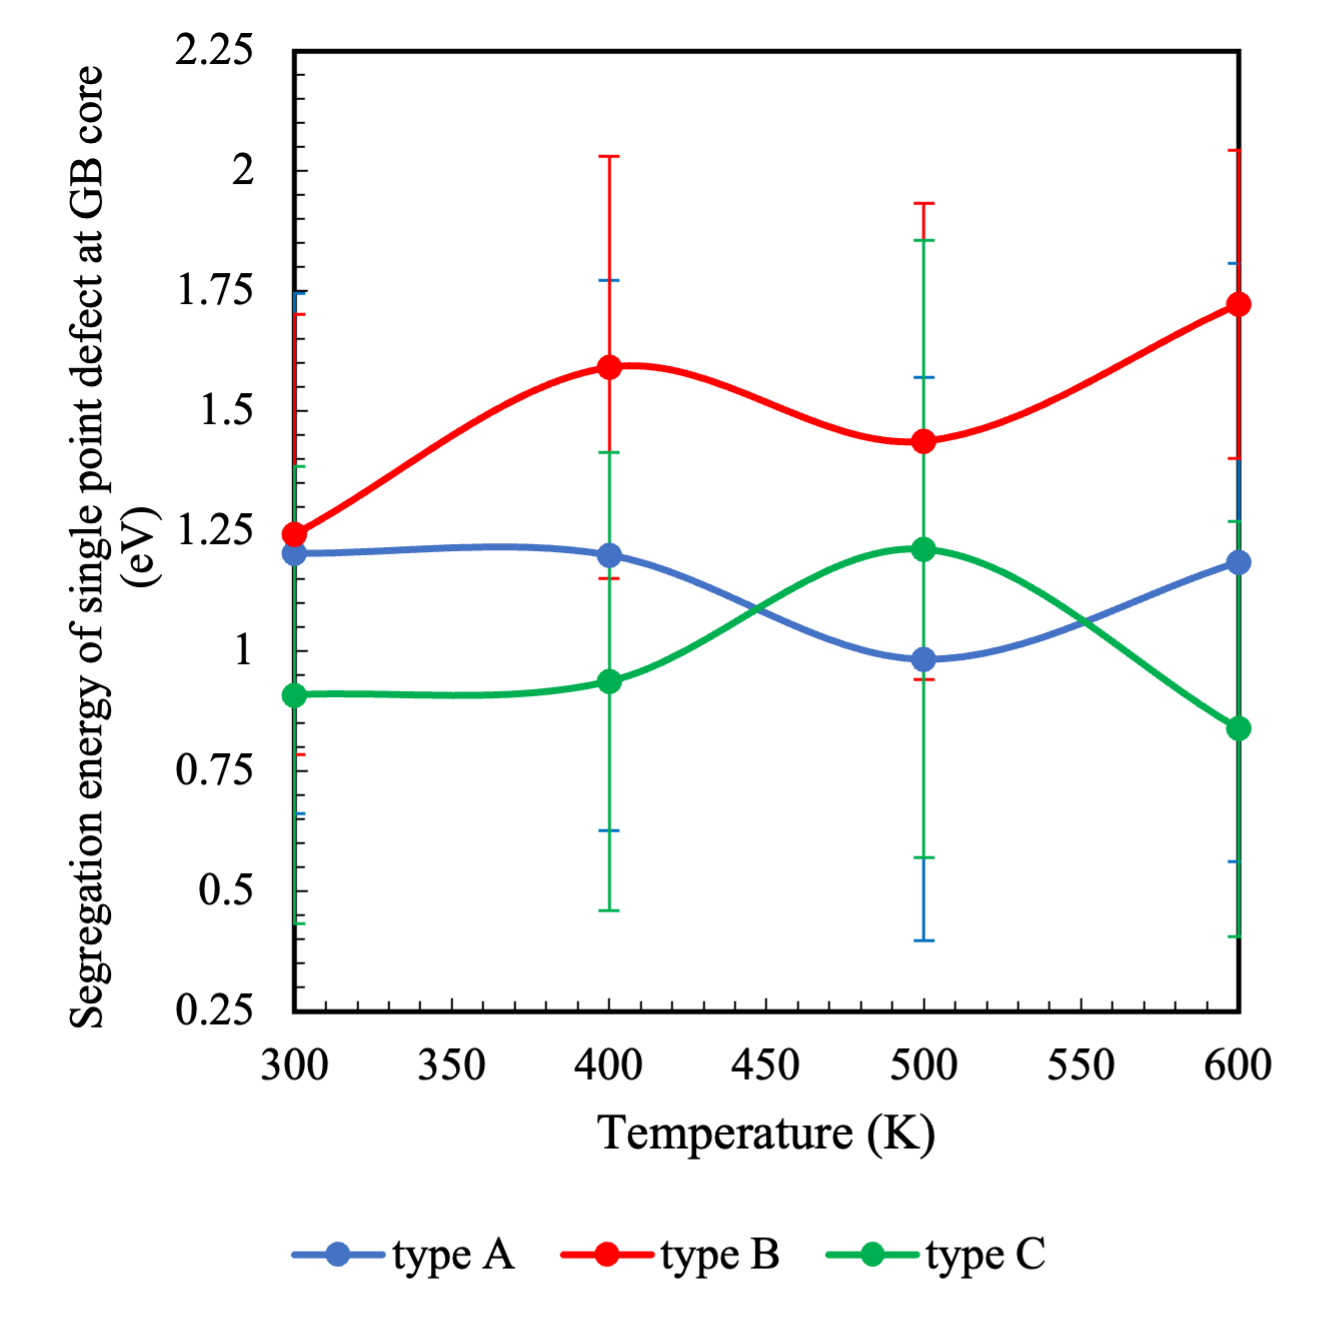 Segregation energy of single point defect at GB core
(eV)
2.25
2
1.75
1.5
1.25
1
0.75
0.5
0.25
300 350 400 450 500 550 600
Temperature (K)
type A type B type C